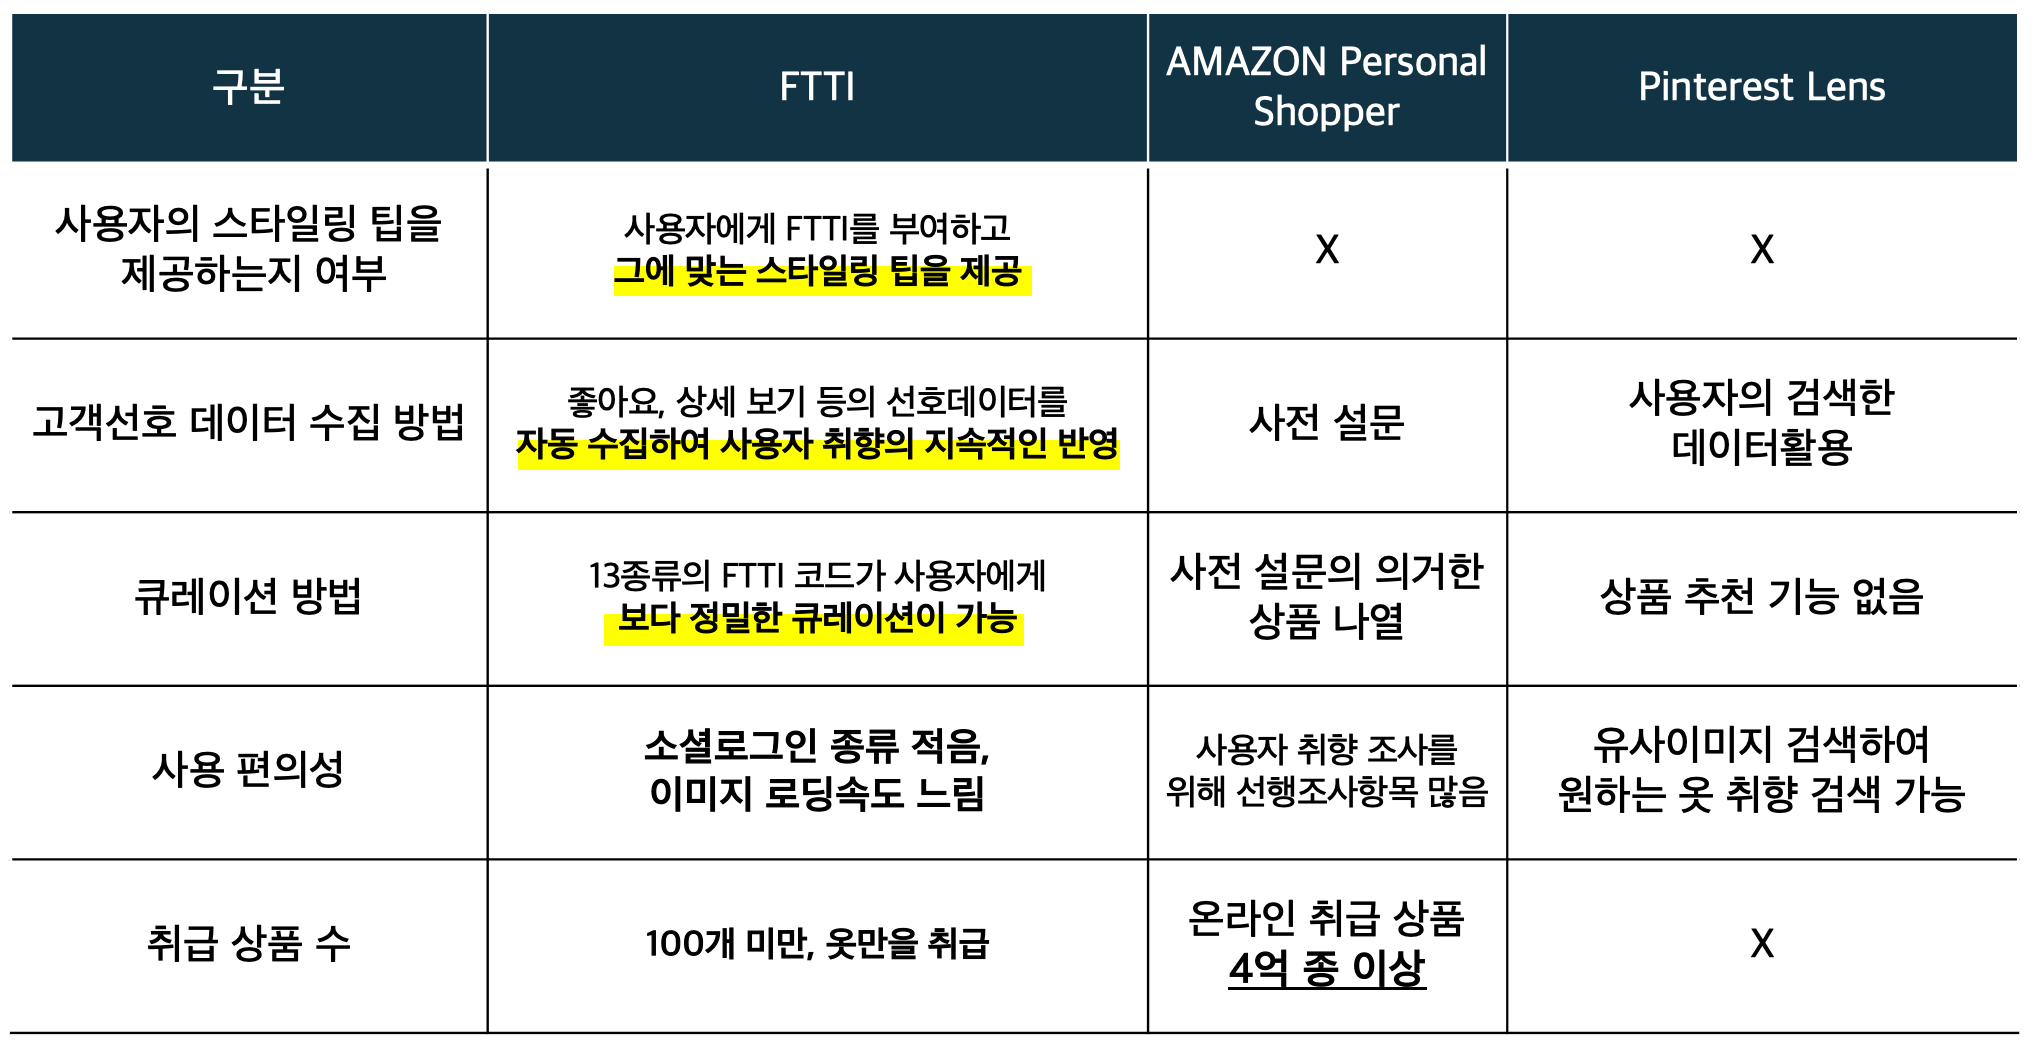 구분
FTTI
AMAZON Personal
Shopper
Pinterest Lens
사용자의 스타일링 팁을
제공하는지 여부
사용자에게 FTTI를 부여하고
그에 맞는 스타일링 팁을 제공
X
X
고객선호 데이터 수집 방법
좋아요, 상세 보기 등의 선호데이터를
자동 수집하여 사용자 취향의 지속적인 반영
사전 설문
사용자의 검색한
데이터활용
큐레이션 방법
13종류의 FTTI 코드가 사용자에게
보다 정밀한 큐레이션이 가능
사전 설문의 의거한
상품 나열
상품 추천 기능 없음
사용 편의성
소셜로그인 종류 적음,
이미지 로딩속도 느림
사용자 취향 조사를
위해 선행조사항목 많음
유사이미지 검색하여
원하는 옷 취향 검색 가능
취급 상품 수
100개 미만, 옷만을 취급
온라인 취급 상품
4억 종 이상
X